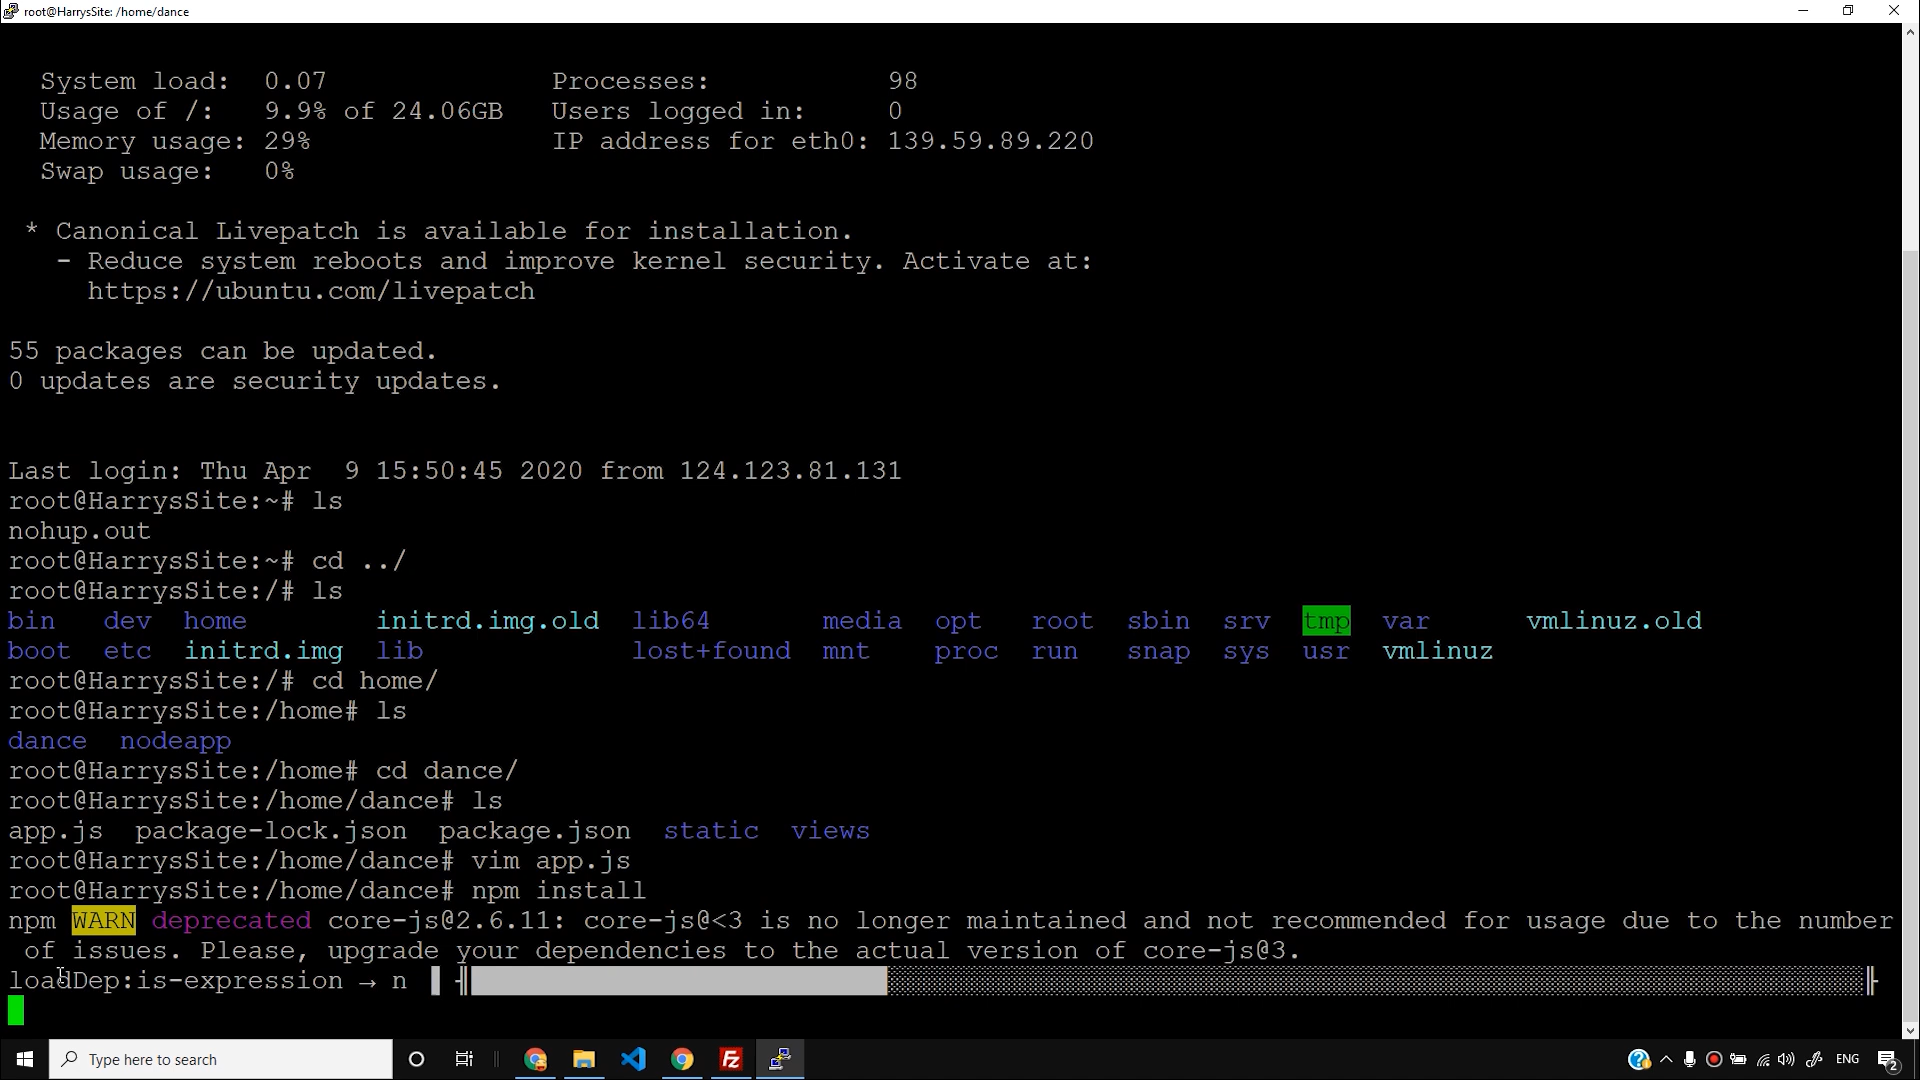 root@HarrysSite: /home/dance
System load: 0.07 Processes: 98
Usage of /: 9.9% of 24.06GB Users logged in: 0
Memory usage: 29% IP address for eth0: 139.59.89.220
Swap usage: 0%
* Canonical Livepatch is available for installation.
- Reduce system reboots and improve kernel security. Activate at:
https://ubuntu.com/livepatch
55 packages can be updated.
0 updates are security updates.
Last login: Thu Apr 9 15:50:45 2020 from 124.123.81.131
root@HarrysSite:~# ls
nohup.out
root@HarrysSite:~# cd ../
root@HarrysSite:/# ls
bin dev home initrd.img.old lib64 media opt root sbin srv tmp var vmlinuz.old
boot etc initrd.img lib lost+found mnt proc run snap sys usr vmlinuz
root@HarrysSite:/# cd home/
root@HarrysSite:/home# ls
dance nodeapp
root@HarrysSite:/home# cd dance/
root@HarrysSite:/home/dance# ls
app.js package-lock.json package.json static views
root@HarrysSite:/home/dance# vim app.js
root@HarrysSite:/home/dance# npm install
npm WARN deprecated core-js@2.6.11: core-js@<3 is no longer maintained and not recommended for usage due to the number
of issues. Please, upgrade your dependencies to the actual version of core-js@3.
loadDep:is-expression → n
Type here to search
Fz
ENG
2